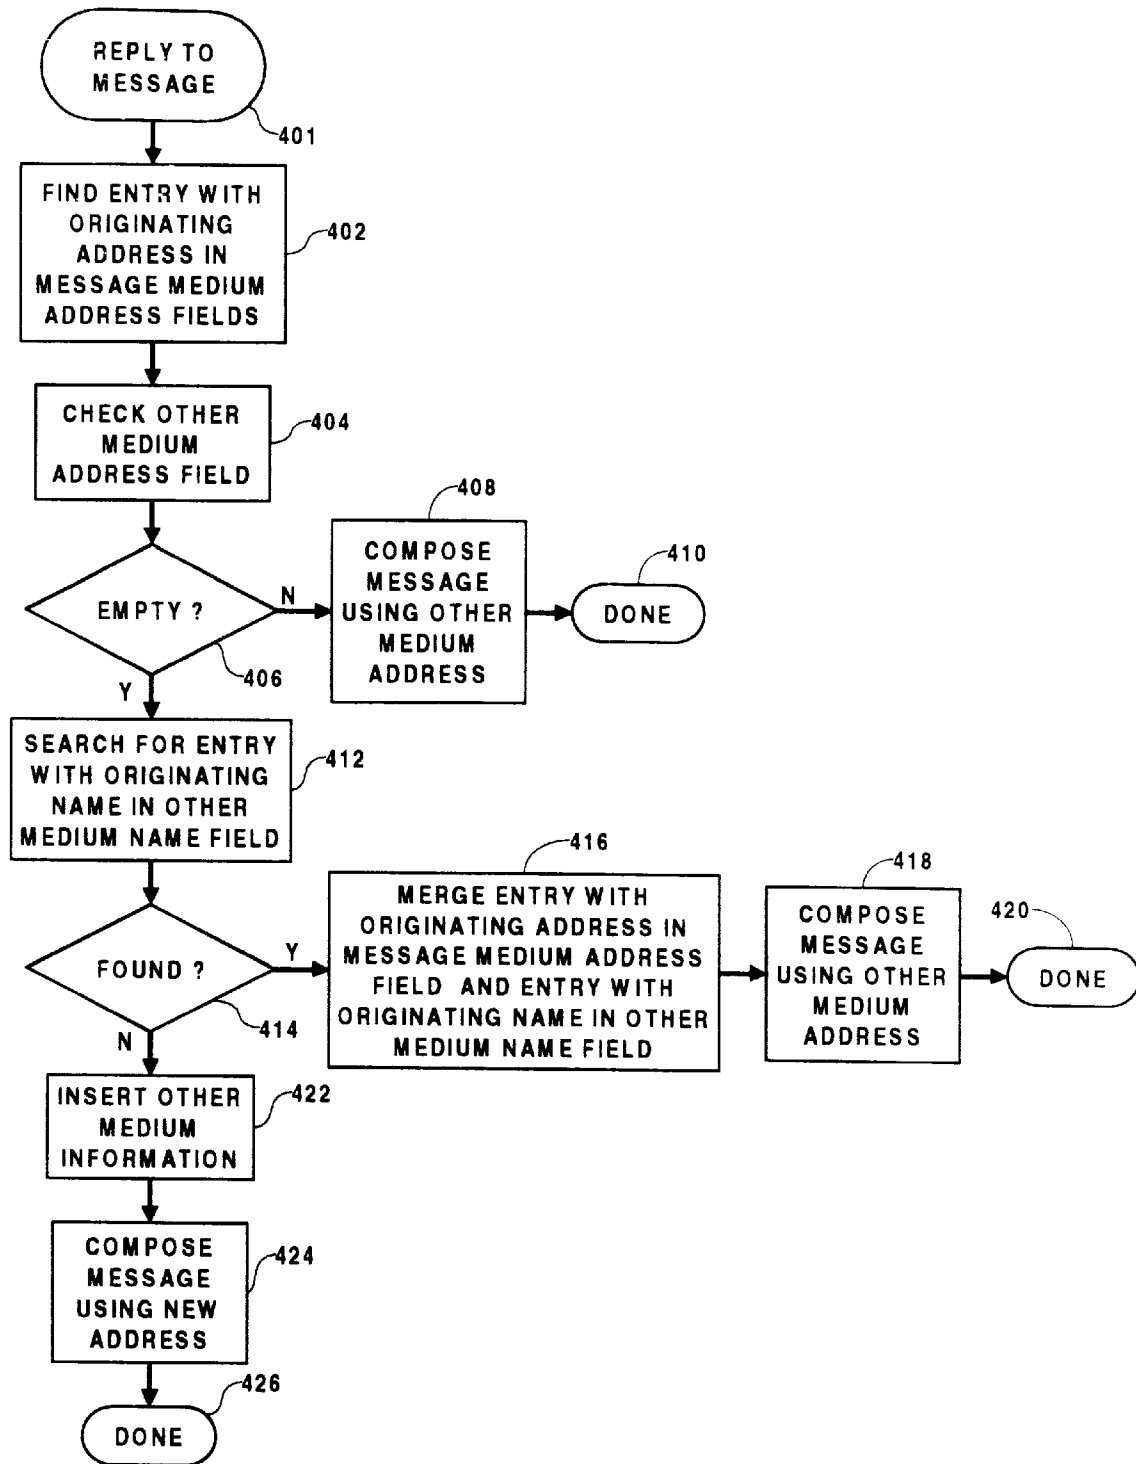 REPLY TO
MESSAGE
401
FIND ENTRY WITH
ORIGINATING
ADDRESS IN
MESSAGE MEDIUM
ADDRESS FIELDS
402
CHECK OTHER
MEDIUM
ADDRESS FIELD
404
EMPTY ?
406
N
Y
COMPOSE
MESSAGE
USING OTHER
MEDIUM
ADDRESS
408
DONE
410
SEARCH FOR ENTRY
WITH ORIGINATING
NAME IN OTHER
MEDIUM NAME FIELD
412
FOUND ?
414
Y
N
MERGE ENTRY WITH
ORIGINATING ADDRESS IN
MESSAGE MEDIUM ADDRESS
FIELD AND ENTRY WITH
ORIGINATING NAME IN OTHER
MEDIUM NAME FIELD
416
COMPOSE
MESSAGE
USING OTHER
MEDIUM
ADDRESS
418
DONE
420
INSERT OTHER
MEDIUM
INFORMATION
422
COMPOSE
MESSAGE
USING NEW
ADDRESS
424
DONE
426